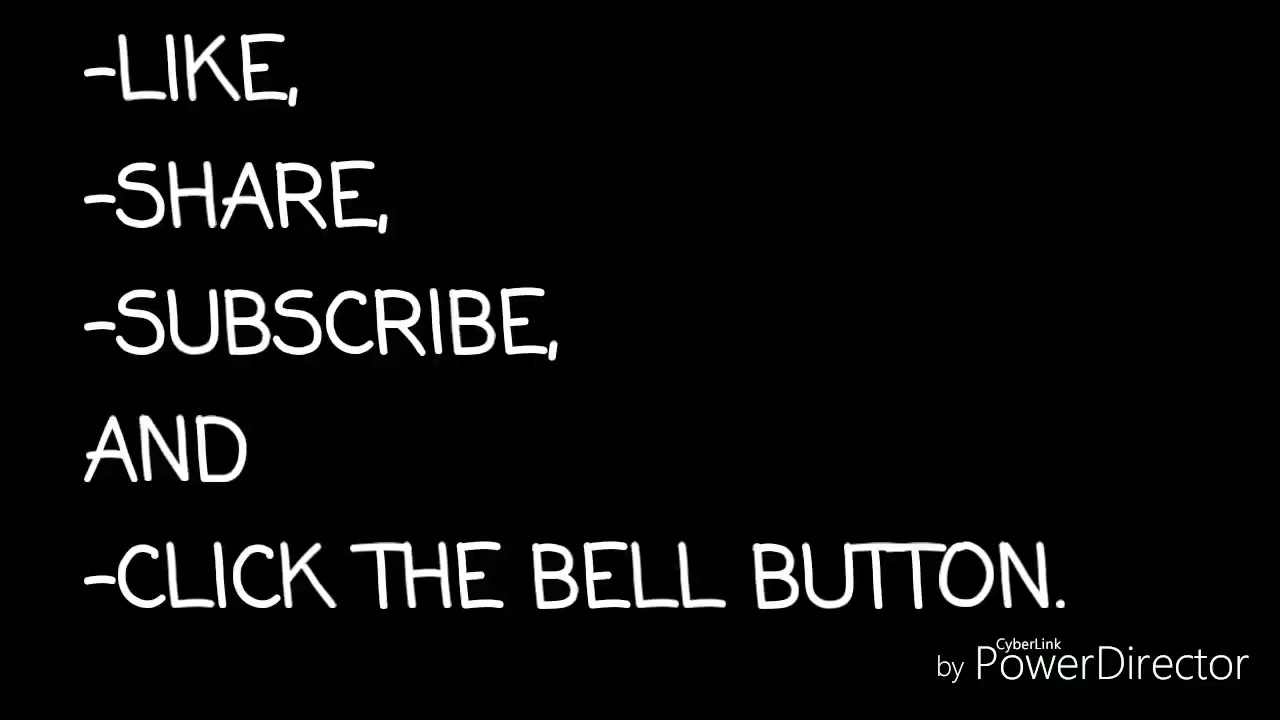 -LIKE,
-SHARE,
-SUBSCRIBE,
AND
-CLICK THE BELL BUTTON.
CyberLink
by PowerDirector